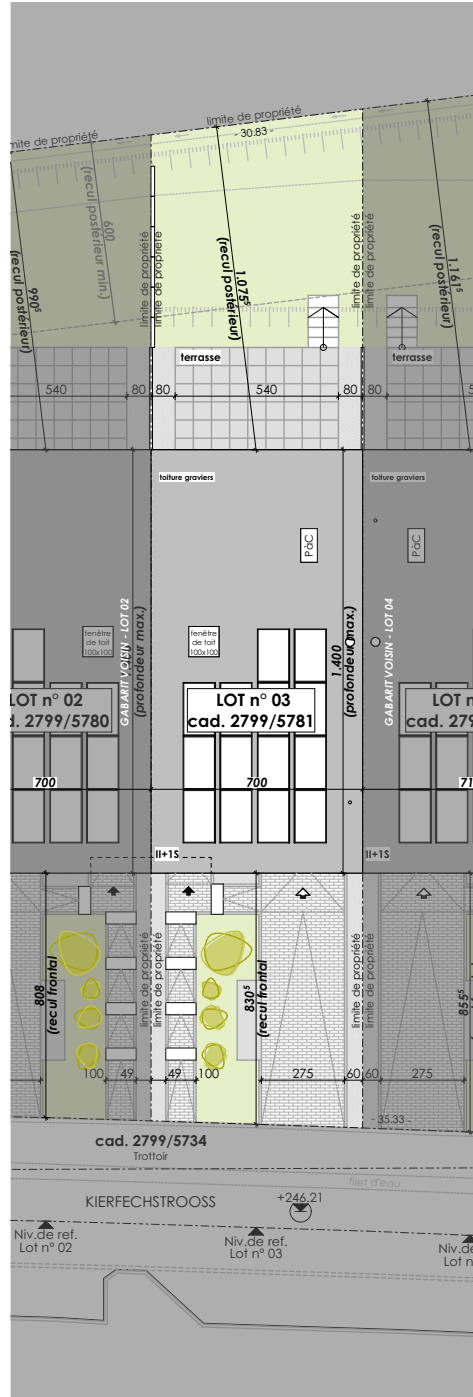 limite de propriété
- 30.83 -
limite de propriété
600
(recul postérieur min.)
990⁵
(recul postérieur)
limite de propriété
limite de propriété
1.075⁵
(recul postérieur)
limite de propriété
limite de propriété
1.161⁵
(recul postérieur)
terrasse
terrasse
540
80
80
540
80
80
540
toiture graviers
toiture graviers
PàC
PàC
GABARIT VOISIN - LOT 02
(profondeur max.)
fenêtre
de toit
100x100
fenêtre
de toit
100x100
1.400
(profondeur max.)
GABARIT VOISIN - LOT 04
LOT n° 02
cad. 2799/5780
LOT n° 03
cad. 2799/5781
LOT n
cad. 279
700
700
71
II+1S
II+1S
808
(recul frontal
limite de propriété
limite de propriété
830⁵
(recul frontal
limite de propriété
limite de propriété
855⁵
100
49
49
100
275
60
60
275
- 35.33 -
cad. 2799/5734
Trottoir
filet d'eau
KIERFECHSTROOSS
+246,21
Niv.de ref.
Lot n° 02
Niv.de ref.
Lot n° 03
Niv.de
Lot n